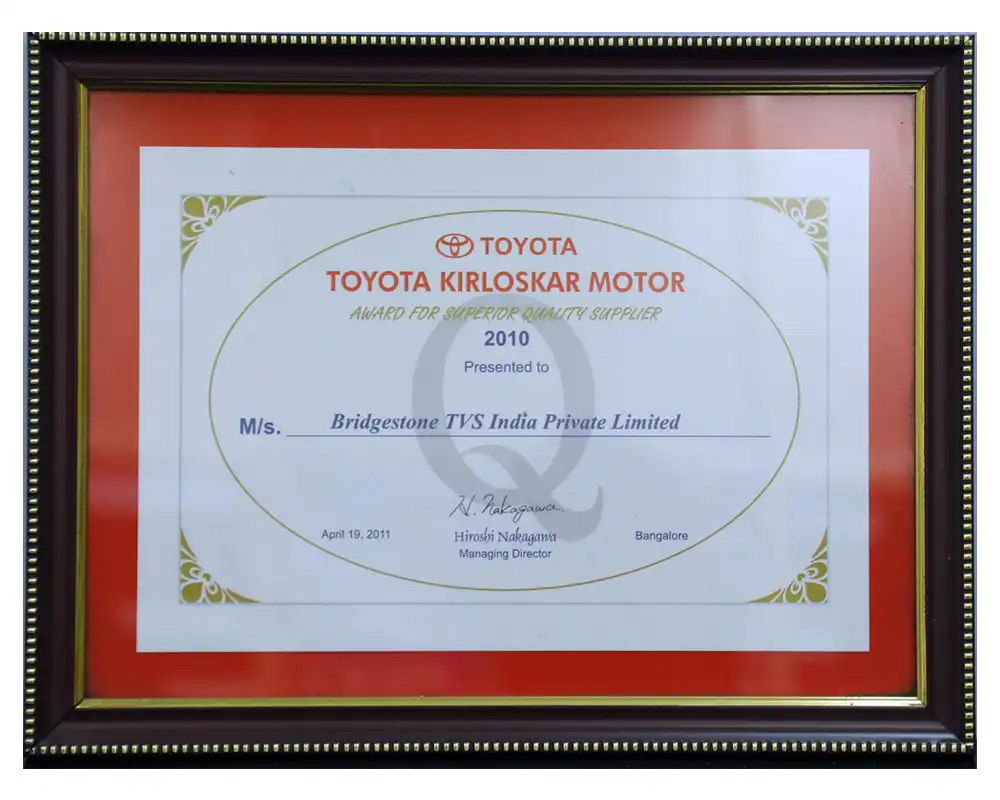 TOYOTA
TOYOTA KIRLOSKAR MOTOR
AWARD FOR SUPERIOR QUALITY SUPPLIER
2010
Presented to
M/s. Bridgestone TVS India Private Limited
Q
H. Nakagawa.
April 19, 2011 Hiroshi Nakagawa Bangalore
Managing Director